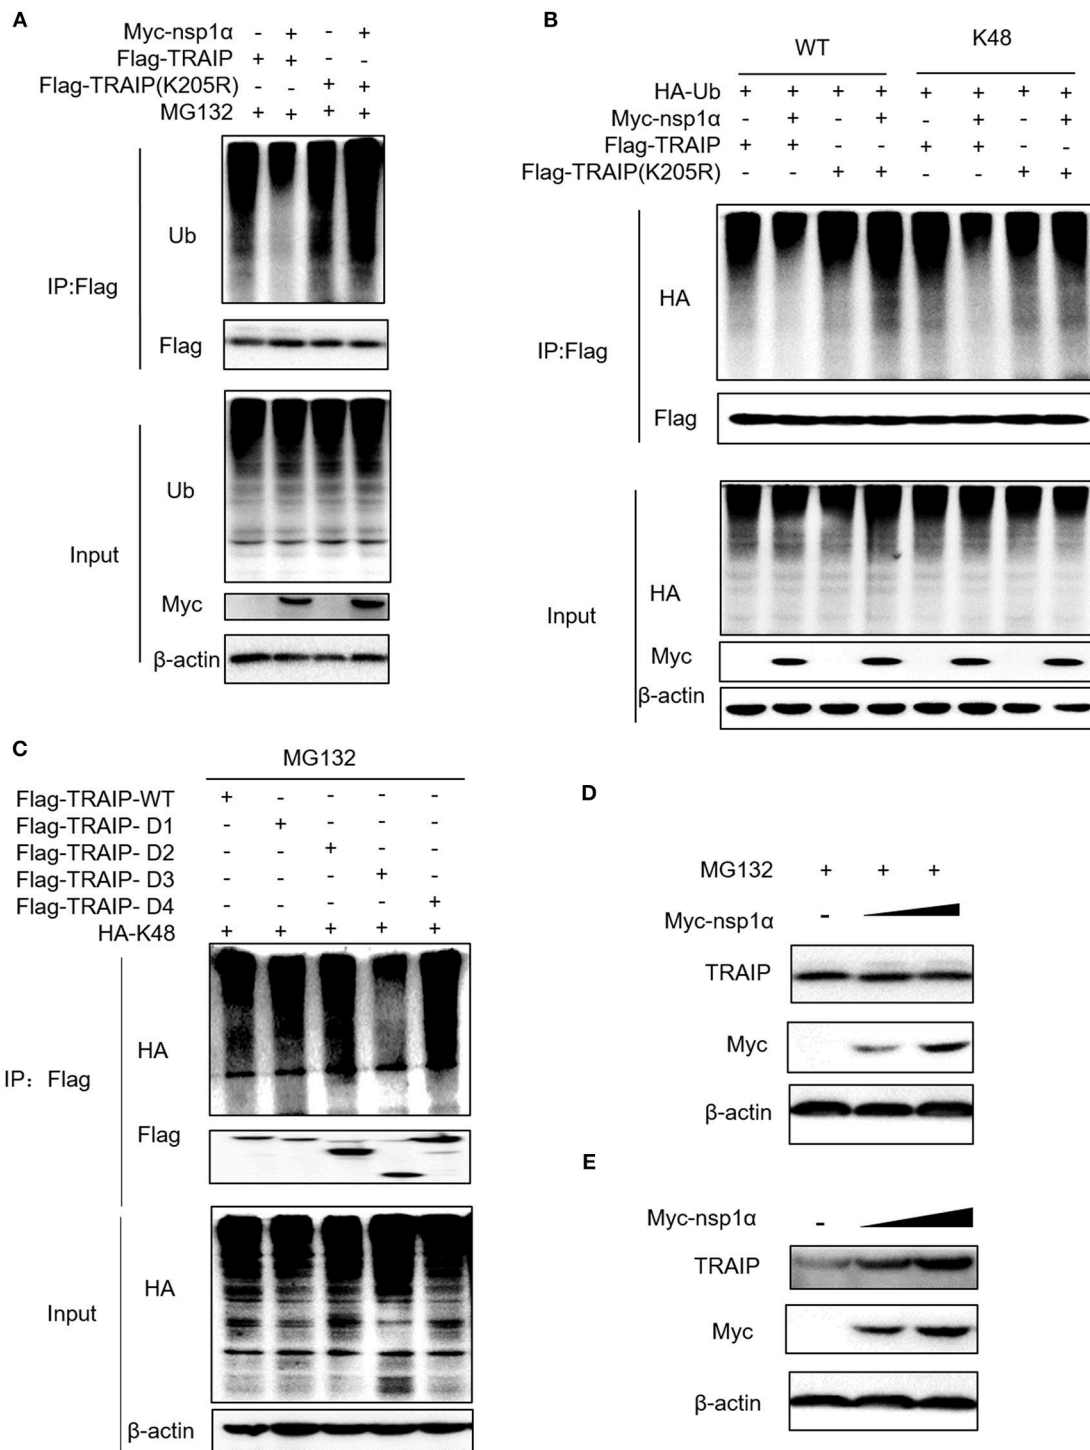 A
Myc-nsp1α - + - +
Flag-TRAIP + + - -
Flag-TRAIP(K205R) - - + +
MG132 + + + +
IP:Flag
Ub
Flag
Input
Ub
Myc
β-actin
B
WT K48
HA-Ub + + + + + + + +
Myc-nsp1α - + - + - + - +
Flag-TRAIP + + - - + + - -
Flag-TRAIP(K205R) - - + + - - + +
IP:Flag
HA
Flag
Input
HA
Myc
β-actin
C
MG132
Flag-TRAIP-WT + - - - -
Flag-TRAIP- D1 - + - - -
Flag-TRAIP- D2 - - + - -
Flag-TRAIP- D3 - - - + -
Flag-TRAIP- D4 - - - - +
HA-K48 + + + + +
IP: Flag
HA
Flag
Input
HA
β-actin
D
MG132 + + +
Myc-nsp1α -
TRAIP
Myc
β-actin
E
Myc-nsp1α -
TRAIP
Myc
β-actin